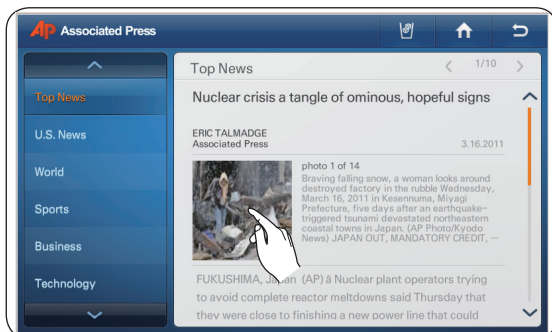 AP Associated Press
Top News
U.S. News
World
Sports
Business
Technology
Top News
1/10
Nuclear crisis a tangle of ominous, hopeful signs
ERIC TALMADGE
Associated Press
3.16.2011
photo 1 of 14
Braving falling snow, a woman looks around
destroyed factory in the rubble Wednesday,
March 16, 2011 in Kesennuma, Miyagi
Prefecture, five days after an earthquake-
triggered tsunami devastated northeastern
coastal towns in Japan. (AP Photo/Kyodo
News) JAPAN OUT, MANDATORY CREDIT, ···
FUKUSHIMA, Japan (AP) â Nuclear plant operators trying
to avoid complete reactor meltdowns said Thursday that
they were close to finishing a new power line that could